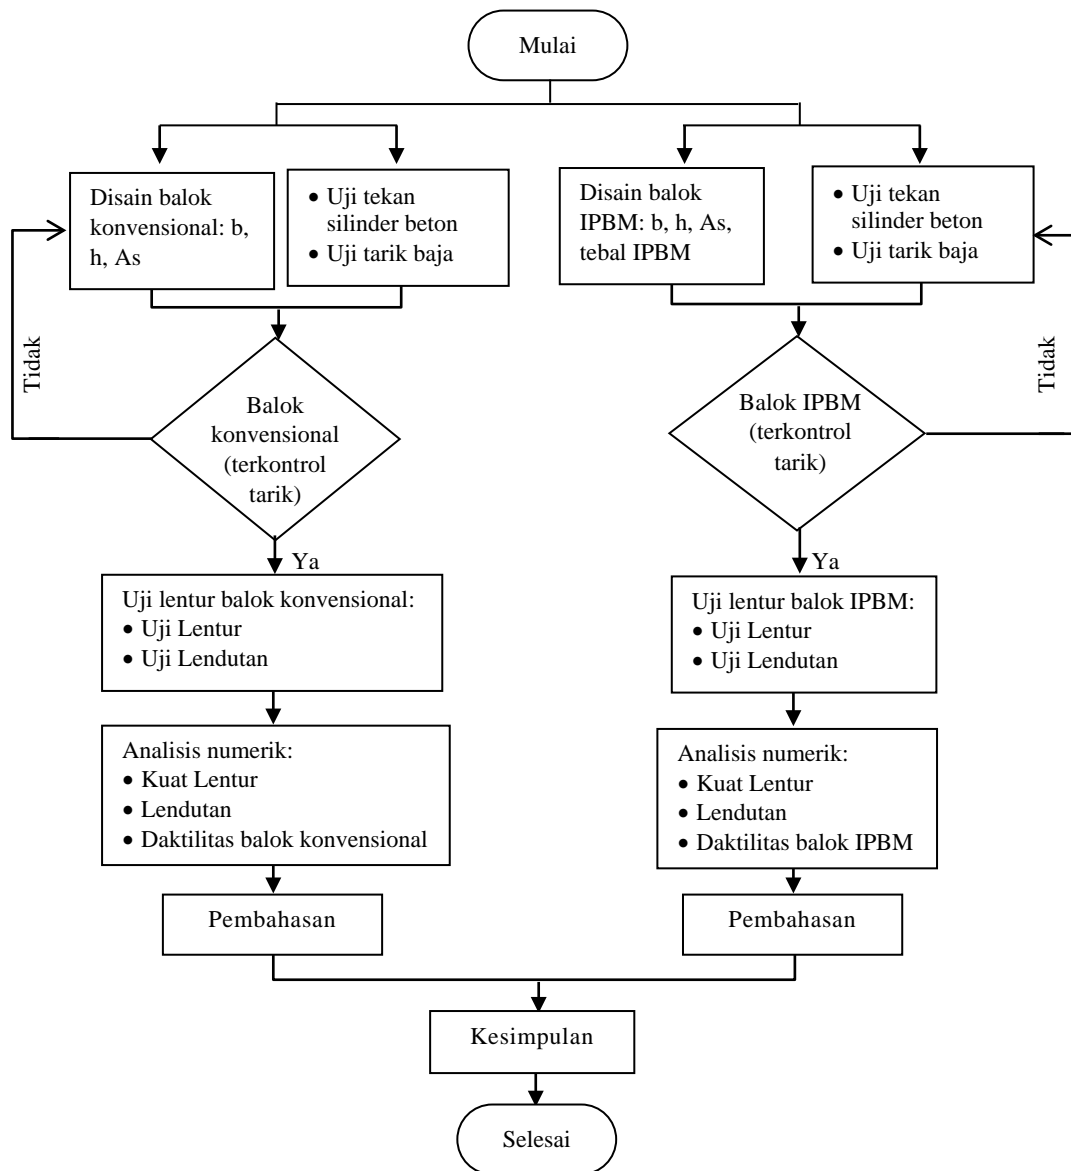 Mulai
Disain balok
konvensional: b,
h, As
• Uji tekan
silinder beton
• Uji tarik baja
Disain balok
IPBM: b, h, As,
tebal IPBM
• Uji tekan
silinder beton
• Uji tarik baja
Tidak
Balok
konvensional
(terkontrol
tarik)
Balok IPBM
(terkontrol
tarik)
Tidak
Ya
Ya
Uji lentur balok konvensional:
• Uji Lentur
• Uji Lendutan
Uji lentur balok IPBM:
• Uji Lentur
• Uji Lendutan
Analisis numerik:
• Kuat Lentur
• Lendutan
• Daktilitas balok konvensional
Analisis numerik:
• Kuat Lentur
• Lendutan
• Daktilitas balok IPBM
Pembahasan
Pembahasan
Kesimpulan
Selesai